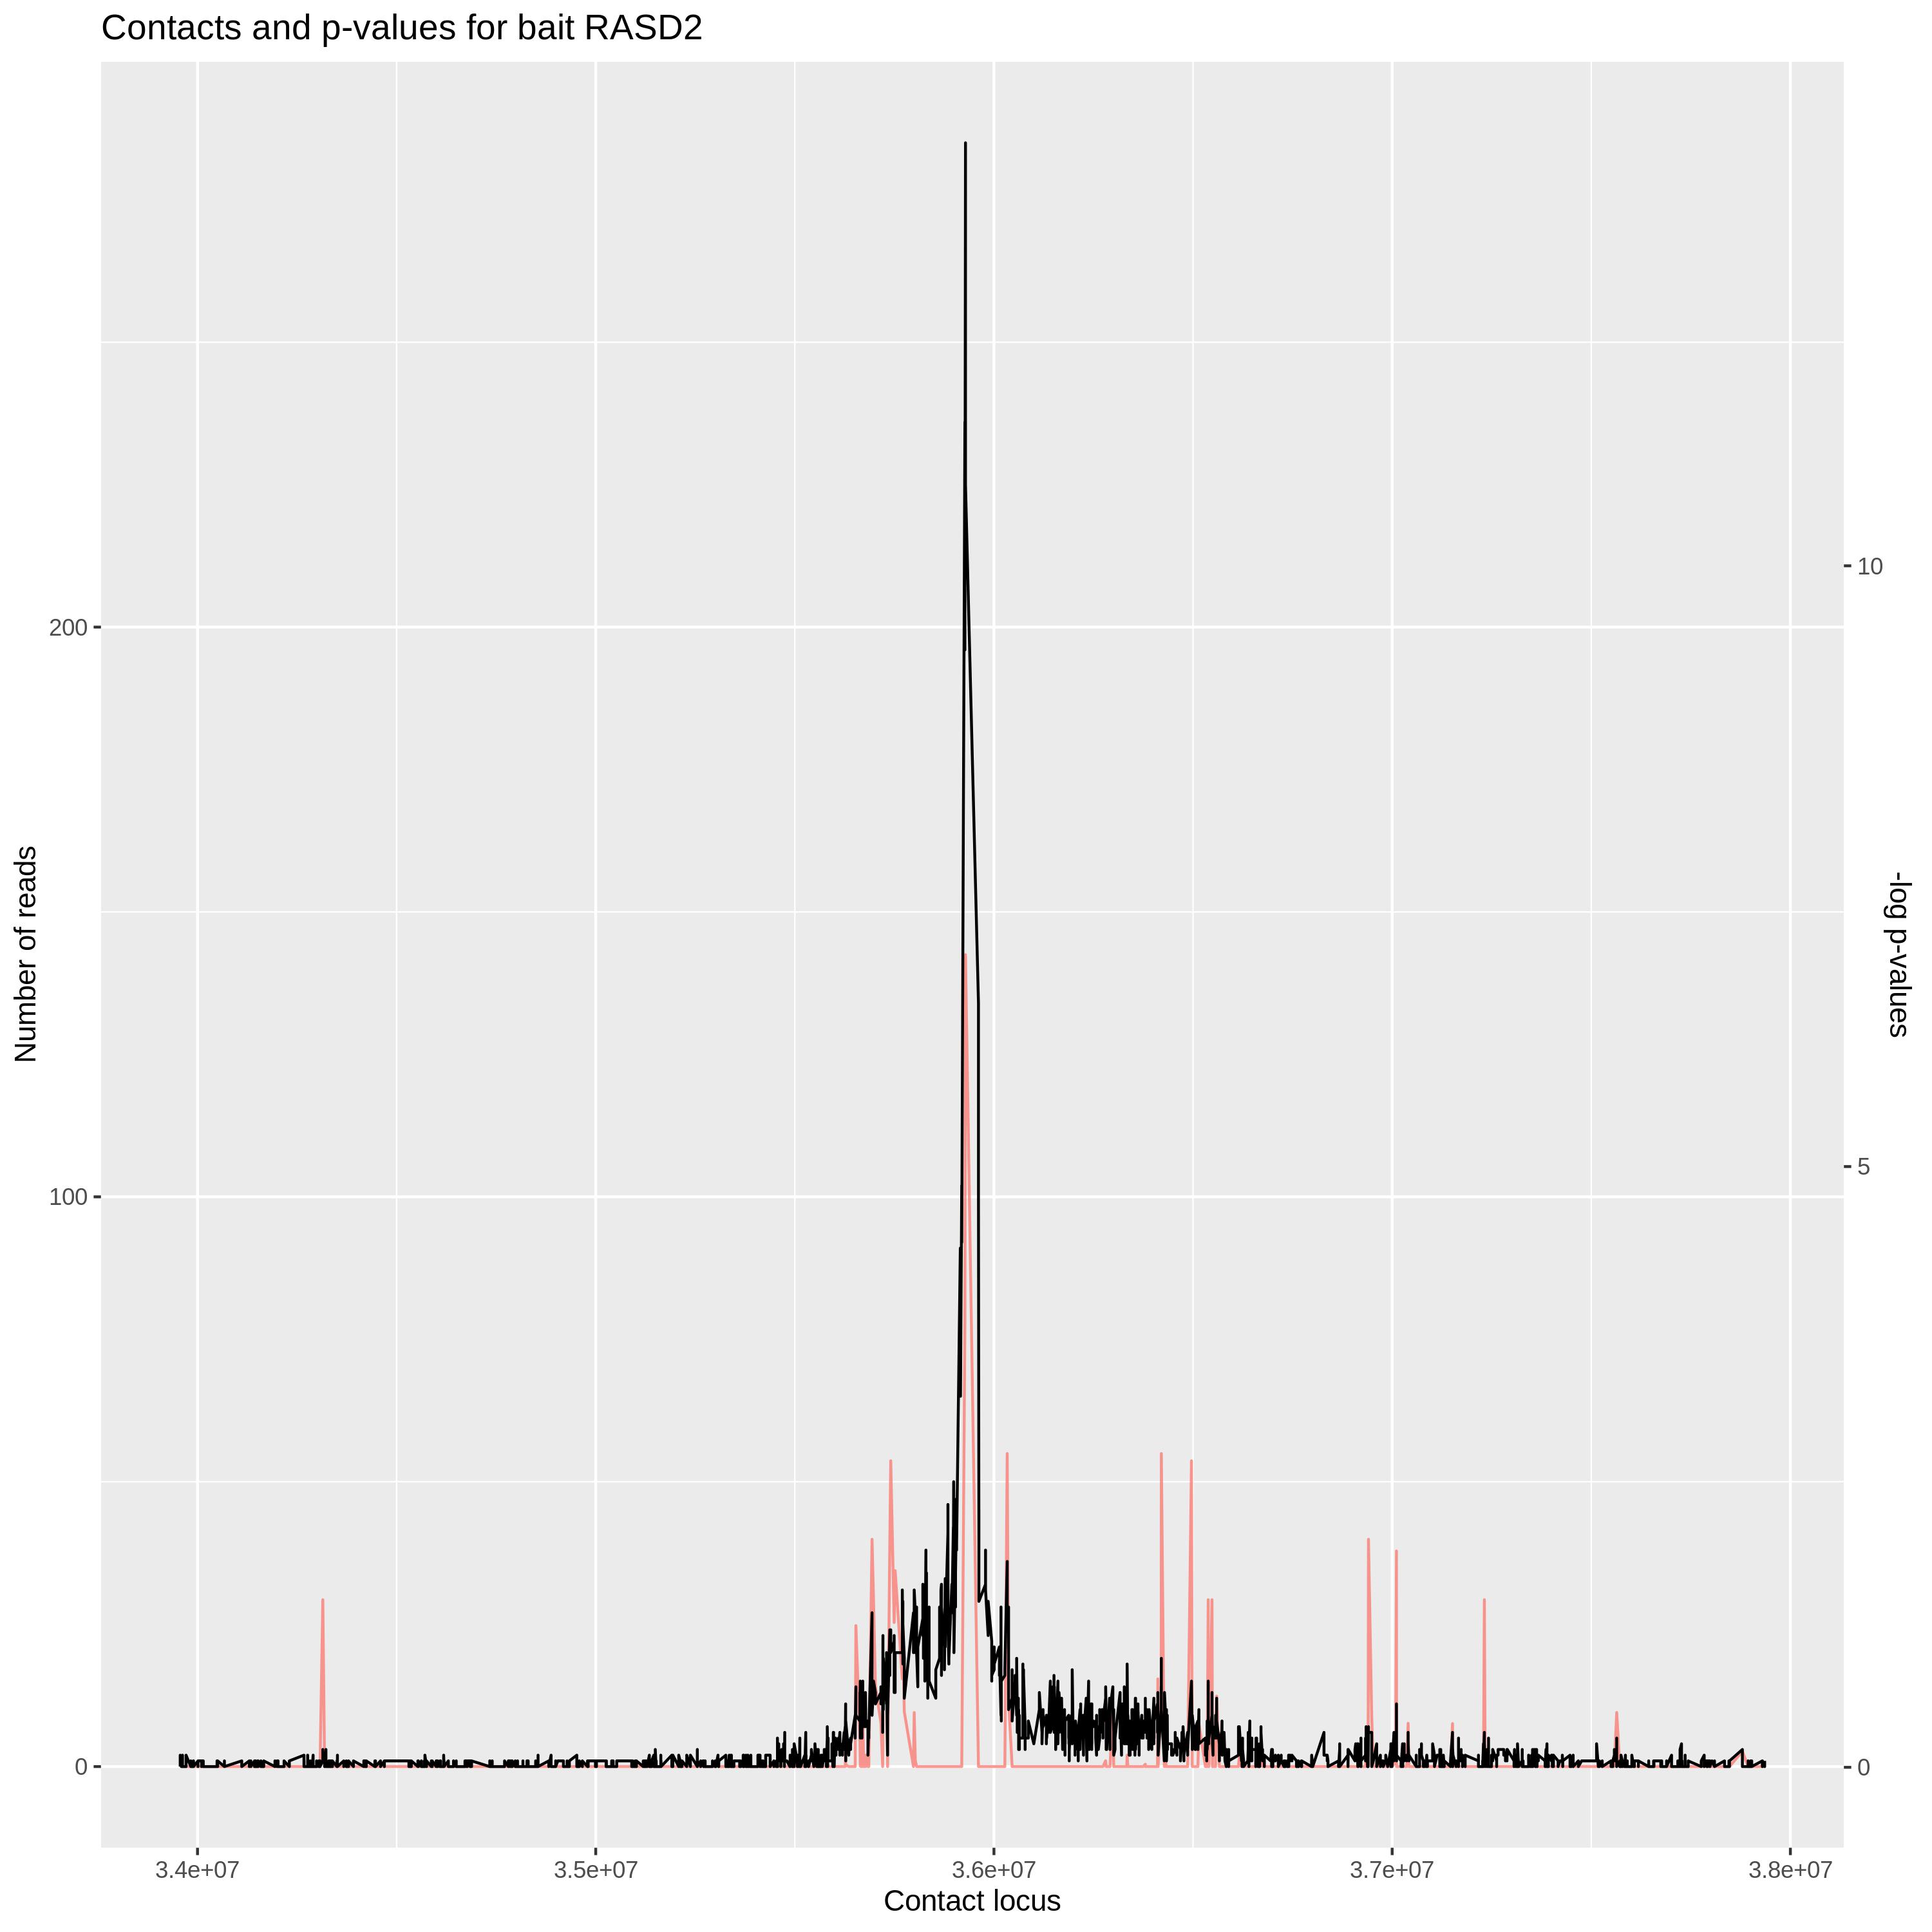 Contacts and p-values for bait RASD2
200
100
0
Number of reads
10
5
0
-log p-values
3.4e+07
3.5e+07
3.6e+07
3.7e+07
3.8e+07
Contact locus